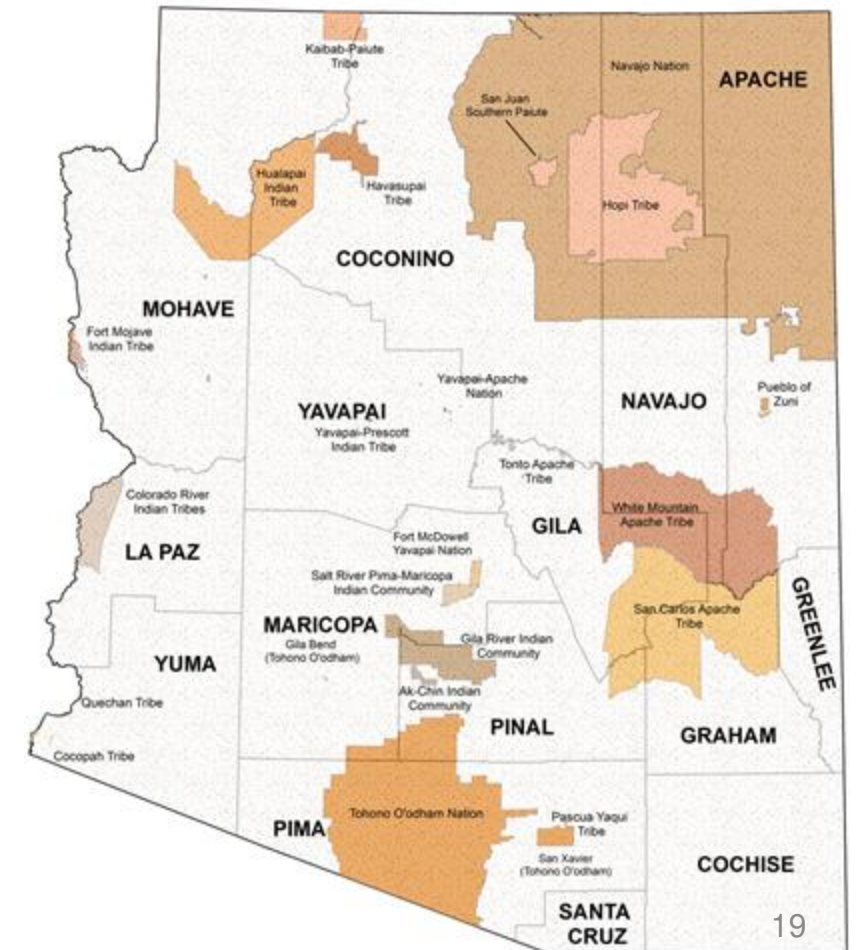 Kaibab-Paiute
Tribe
Navajo Nation
APACHE
San Juan
Southern Paiute
Hualapai
Indian
Tribe
Havasupai
Tribe
Hopi Tribe
COCONINO
MOHAVE
Fort Mojave
Indian Tribe
Yavapai-Apache
Nation
Pueblo of
Zuni
NAVAJO
YAVAPAI
Yavapai-Prescott
Indian Tribe
Tonto Apache
Tribe
Colorado River
Indian Tribes
White Mountain
Apache Tribe
GILA
LA PAZ
Fort McDowell
Yavapai Nation
Salt River Pima-Maricopa
Indian Community
San Carlos Apache
Tribe
GREENLEE
MARICOPA
Gila Bend
(Tohono O'odham)
Gila River Indian
Community
YUMA
Quechan Tribe
Ak-Chin Indian
Community
PINAL
GRAHAM
Cocopah Tribe
Tohono O'odham Nation
PIMA
Pascua Yaqui
Tribe
San Xavier
(Tohono O'odham)
COCHISE
SANTA
CRUZ
19